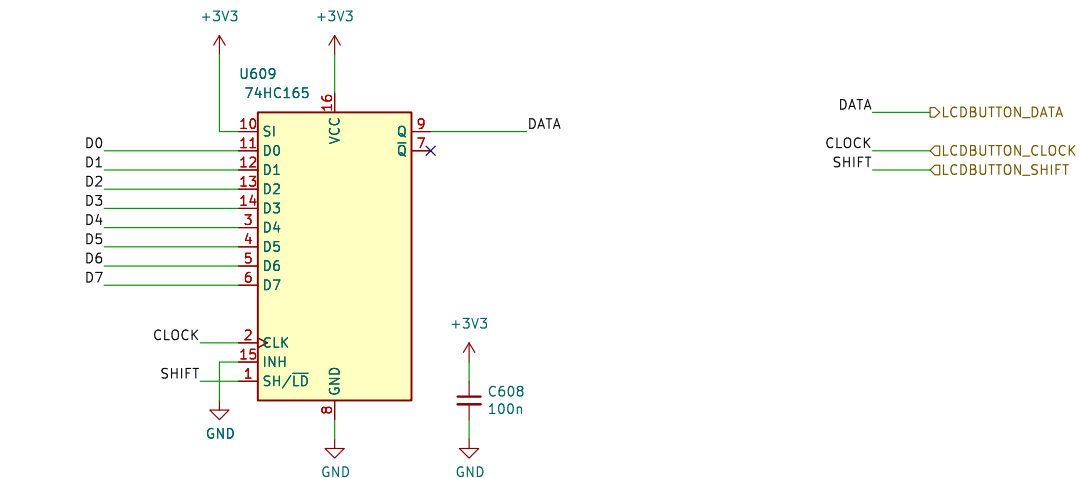 +3V3
+3V3
U609
74HC165
16
VCC
10 SI
9 Q
DATA
D0 11 D0
7 Q
D1 12 D1
D2 13 D2
D3 14 D3
D4 3 D4
D5 4 D5
D6 5 D6
D7 6 D7
CLOCK 2 CLK
15 INH
SHIFT 1 SH/LD
GND
8
GND
GND
+3V3
C608
100n
GND
DATA LCDBUTTON_DATA
CLOCK LCDBUTTON_CLOCK
SHIFT LCDBUTTON_SHIFT